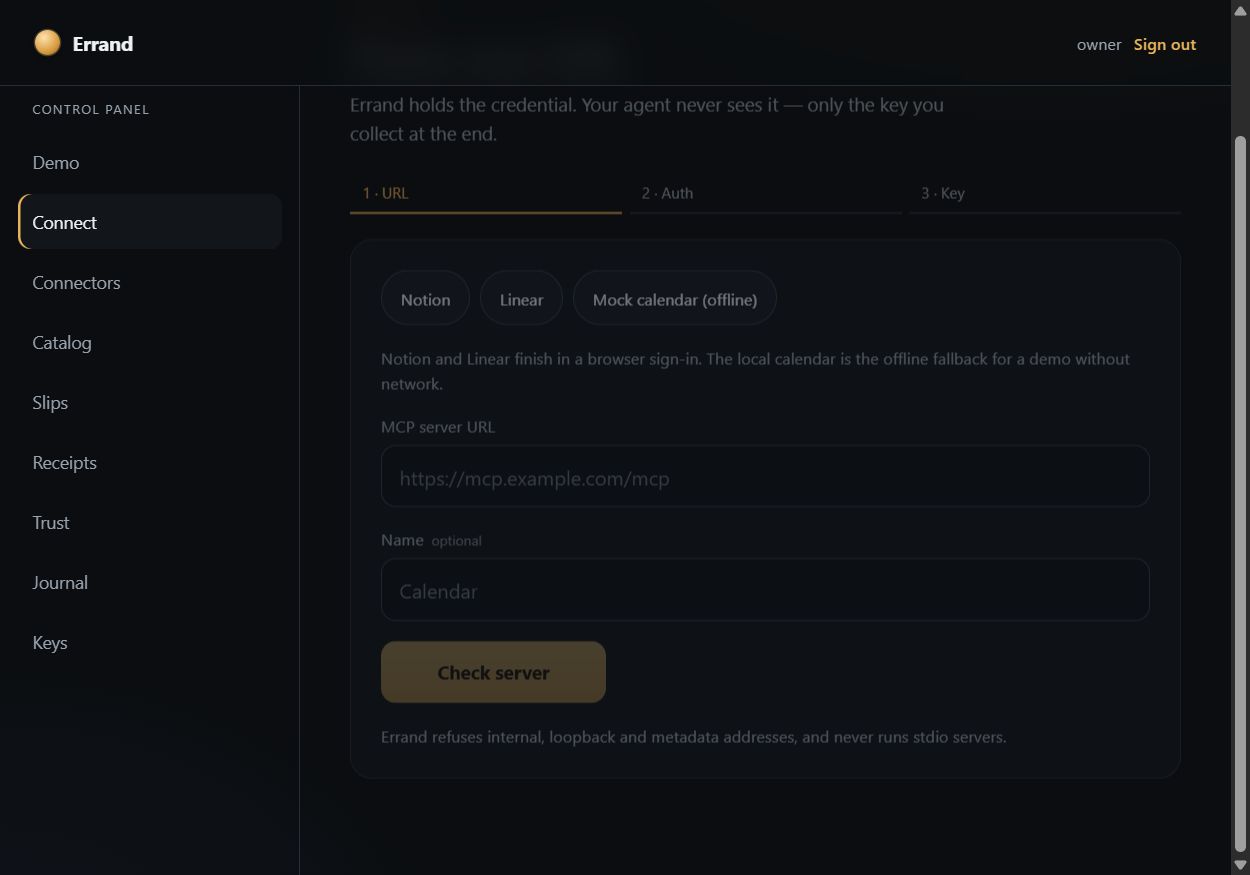 Errand
owner Sign out
CONTROL PANEL
Demo
Connect
Connectors
Catalog
Slips
Receipts
Trust
Journal
Keys
Errand holds the credential. Your agent never sees it — only the key you
collect at the end.
1 · URL
2 · Auth
3 · Key
Notion
Linear
Mock calendar (offline)
Notion and Linear finish in a browser sign-in. The local calendar is the offline fallback for a demo without
network.
MCP server URL
https://mcp.example.com/mcp
Name optional
Calendar
Check server
Errand refuses internal, loopback and metadata addresses, and never runs stdio servers.